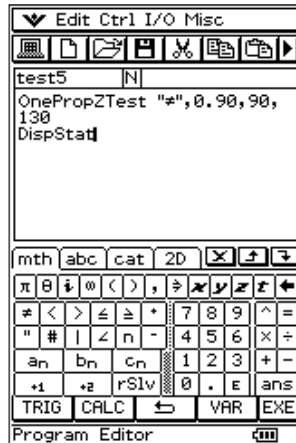 Edit Ctrl I/O Misc
test5 N
OnePropZTest "≠",0.90,90,
130
DispStat
mth abc cat 2D
π θ i ∞ ( ) , ⇒ x y z t ←
≠ < > ≤ ≥ 7 8 9 ^ =
" # | ∠ 4 5 6 × ÷
an bn cn 1 2 3 + -
+1 +2 rSlv 0 . E ans
TRIG CALC VAR EXE
Program Editor